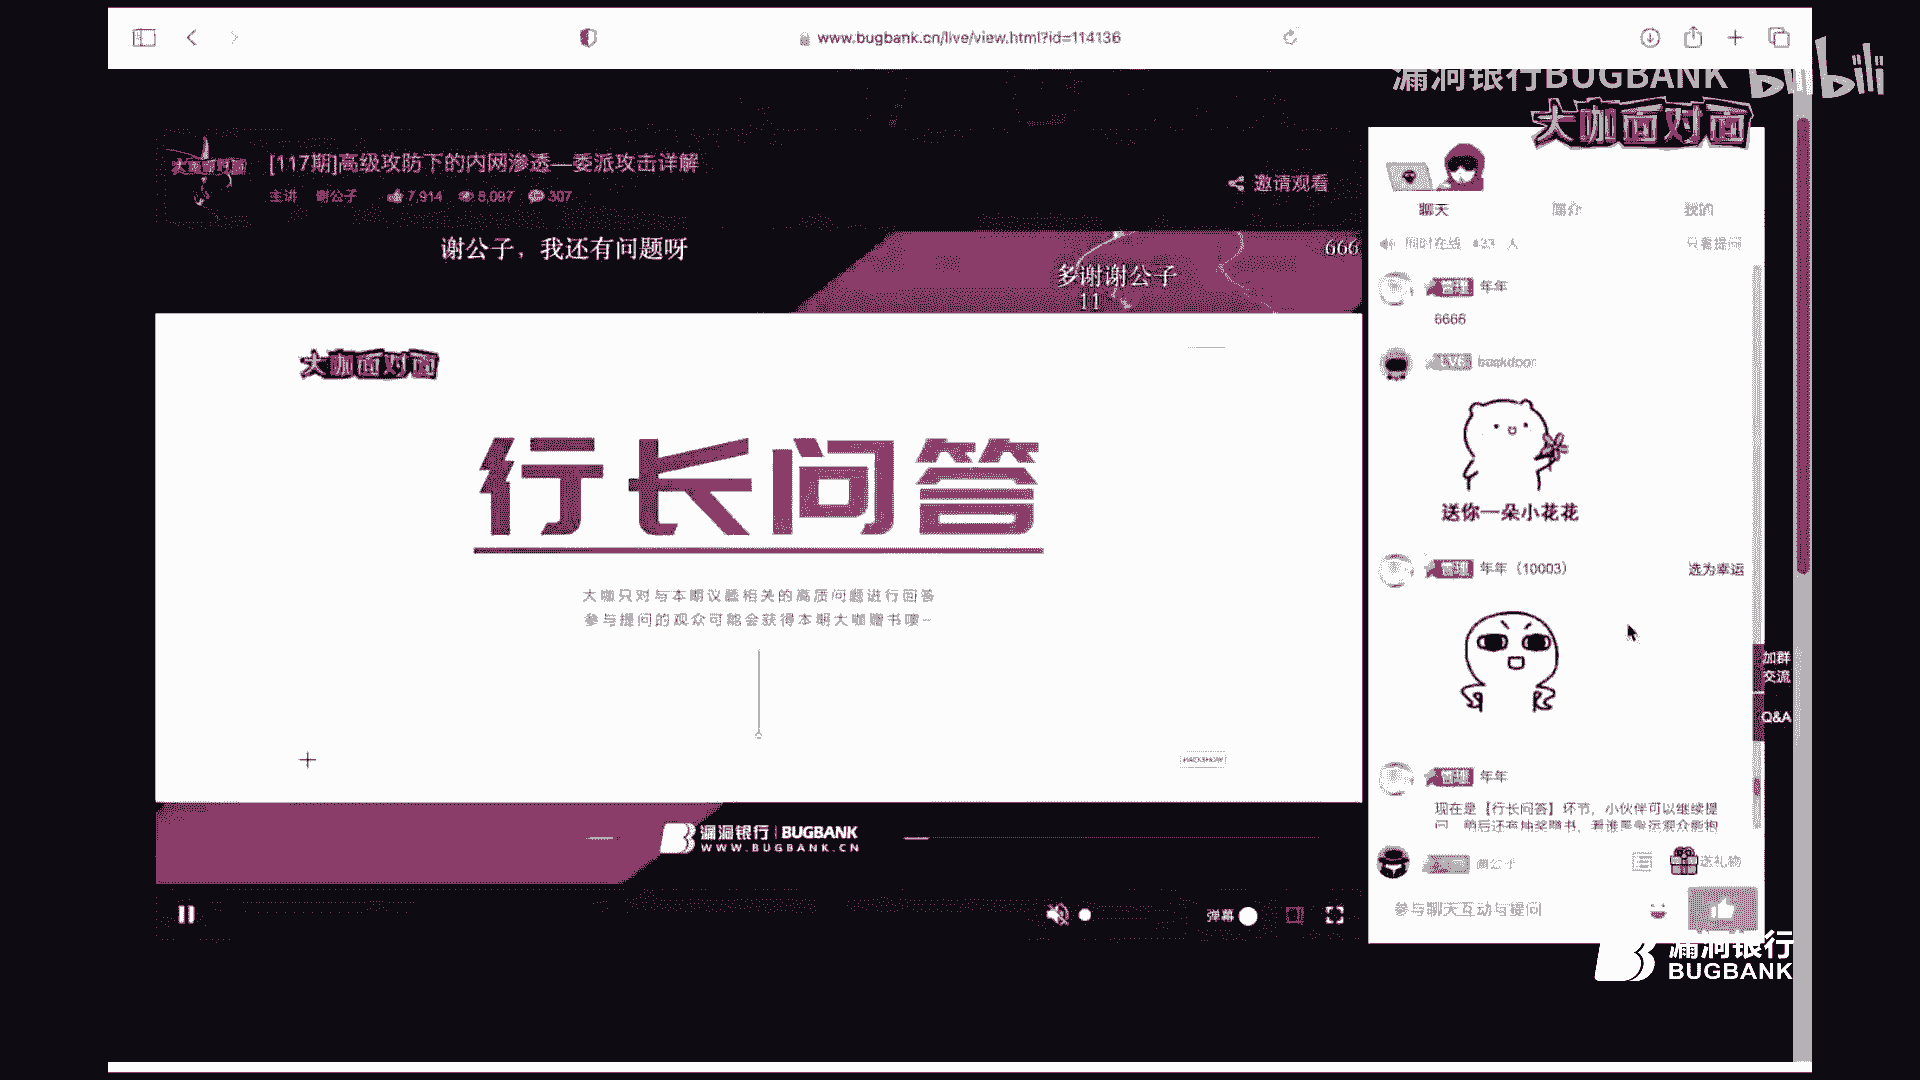 www.bugbank.cn/live/view.html?id=114136
漏洞银行BUGBANK bilibili
大咖面对面
大咖面对面
[117期]高级攻防下的内网渗透—委派攻击详解
主讲 谢公子 7,914 8,097 307
邀请观看
谢公子，我还有问题呀
多谢谢公子
11
666
大咖面对面
行长问答
大咖只对与本期议题相关的高质问题进行回答
参与提问的观众可能会获得本期大咖赠书噢~
HACKSHOW
漏洞银行 | BUGBANK
WWW.BUGBANK.CN
弹幕
聊天 简介 我的
同时在线 433 人 只看提问
管理 年年
6666
LV6 backdoor
送你一朵小花花
管理 年年（10003） 选为幸运
管理 年年
现在是【行长问答】环节，小伙伴可以继续提
问，稍后还有抽奖赠书，看谁是幸运观众能抱
谢公子 送礼物
参与聊天互动与提问
加群
交流
Q&A
漏洞银行
BUGBANK